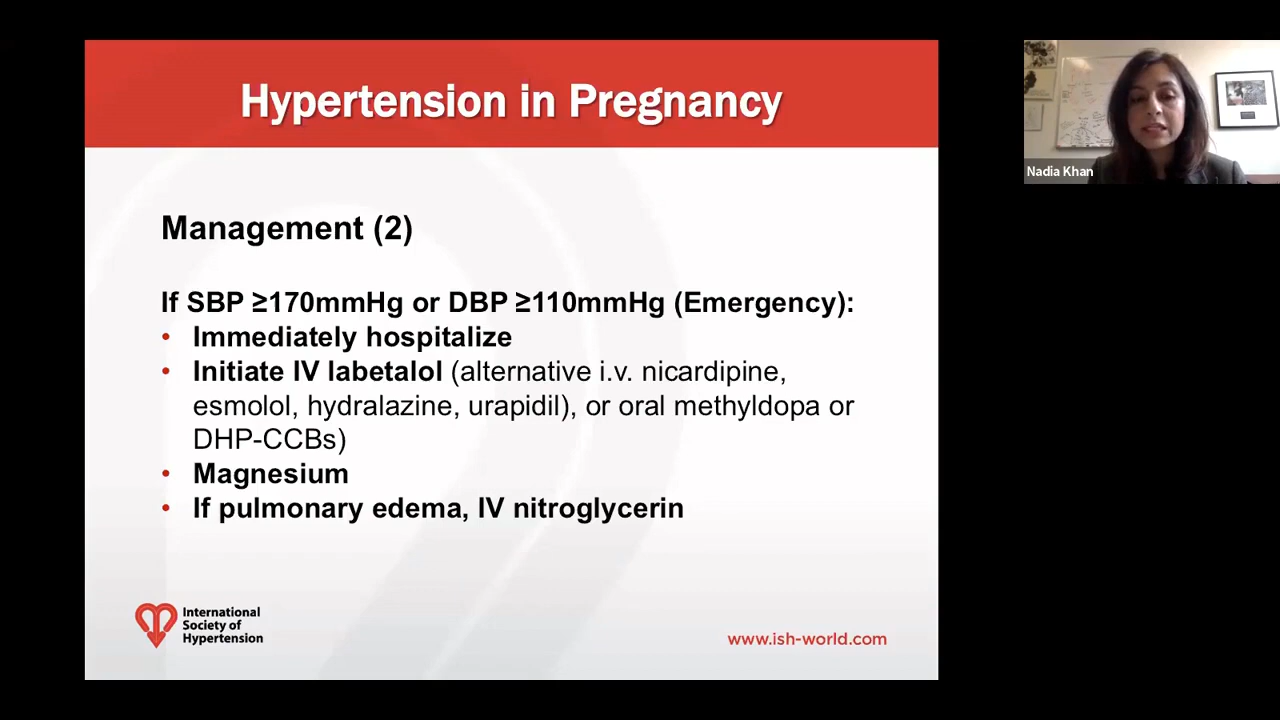 Hypertension in Pregnancy
Nadia Khan
Management (2)
If SBP ≥170mmHg or DBP ≥110mmHg (Emergency):
• Immediately hospitalize
• Initiate IV labetalol (alternative i.v. nicardipine,
esmolol, hydralazine, urapidil), or oral methyldopa or
DHP-CCBs)
• Magnesium
• If pulmonary edema, IV nitroglycerin
International
Society of
Hypertension
www.ish-world.com